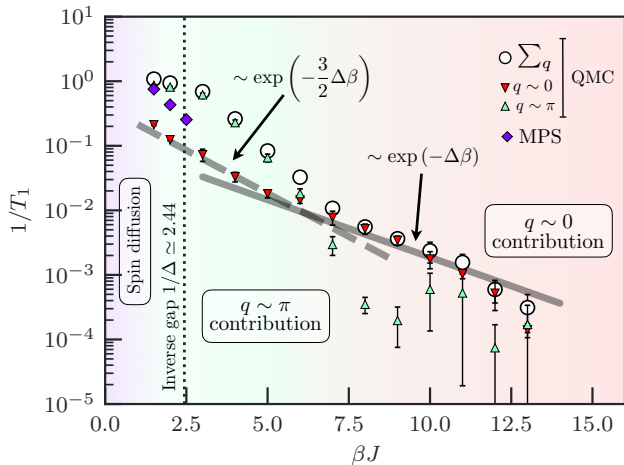 10^1
10^0
10^{-1}
10^{-2}
10^{-3}
10^{-4}
10^{-5}
1/T_1
0.0 2.5 5.0 7.5 10.0 12.5
βJ
Spin diffusion
Inverse gap 1/Δ ≃ 2.44
∼ exp(−3/2 Δβ)
∼ exp(−Δβ)
∑_q
q ∼ 0
q ∼ π
QMC
MPS
q ∼ π
contribution
q ∼ 0
contribution